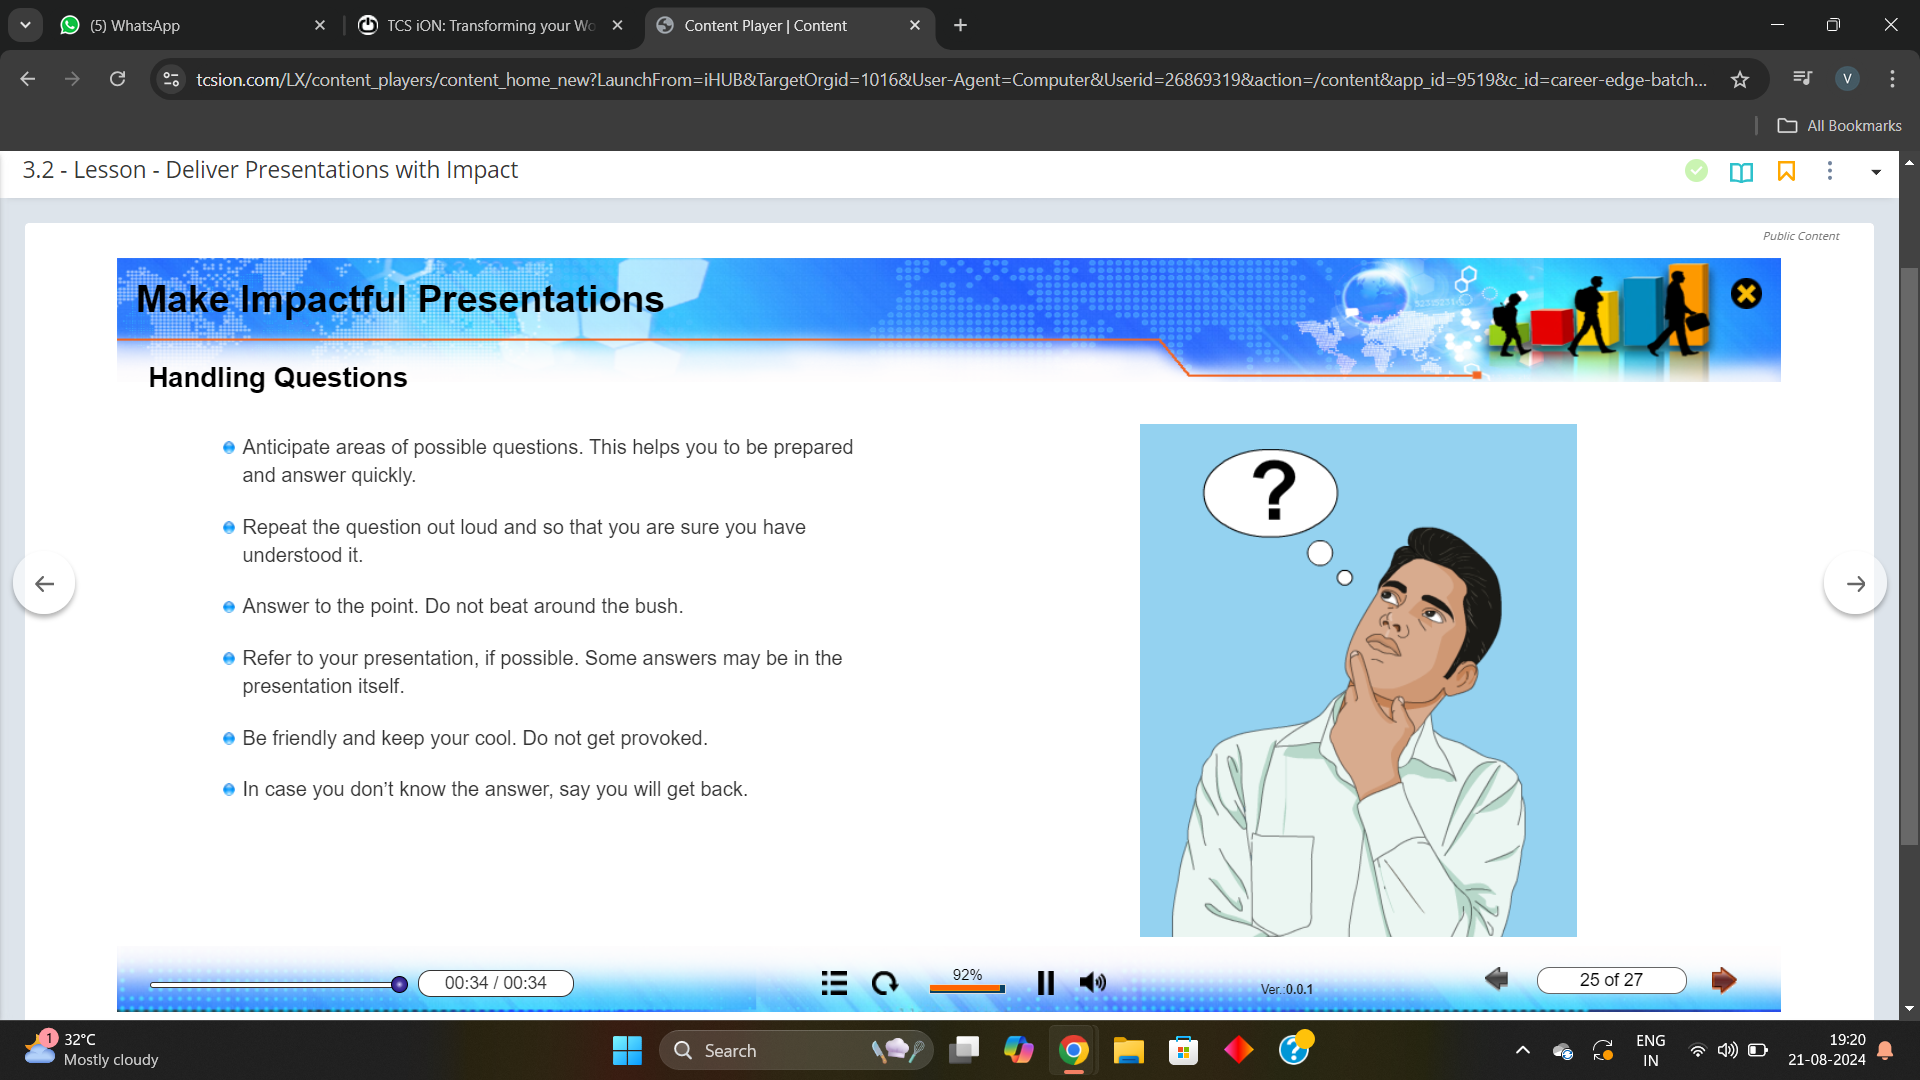 (5) WhatsApp
TCS iON: Transforming your Wo
Content Player | Content
tcsion.com/LX/content_players/content_home_new?LaunchFrom=iHUB&TargetOrgid=1016&User-Agent=Computer&Userid=26869319&action=/content&app_id=9519&c_id=career-edge-batch...
V
All Bookmarks
3.2 - Lesson - Deliver Presentations with Impact
Public Content
Make Impactful Presentations
Handling Questions
Anticipate areas of possible questions. This helps you to be prepared
and answer quickly.
Repeat the question out loud and so that you are sure you have
understood it.
Answer to the point. Do not beat around the bush.
Refer to your presentation, if possible. Some answers may be in the
presentation itself.
Be friendly and keep your cool. Do not get provoked.
In case you don’t know the answer, say you will get back.
?
00:34 / 00:34
92%
Ver.:0.0.1
25 of 27
1
32°C
Mostly cloudy
Search
ENG
IN
19:20
21-08-2024